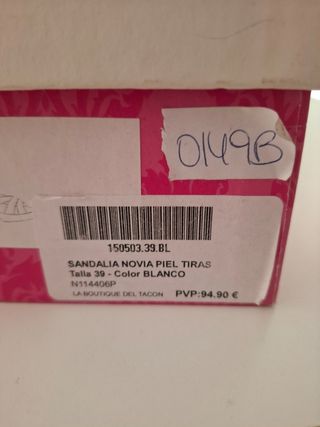 0149B
150503.39.BL
SANDALIA NOVIA PIEL TIRAS
Talla 39 - Color BLANCO
N114406P
LA BOUTIQUE DEL TACON PVP:94.90 €